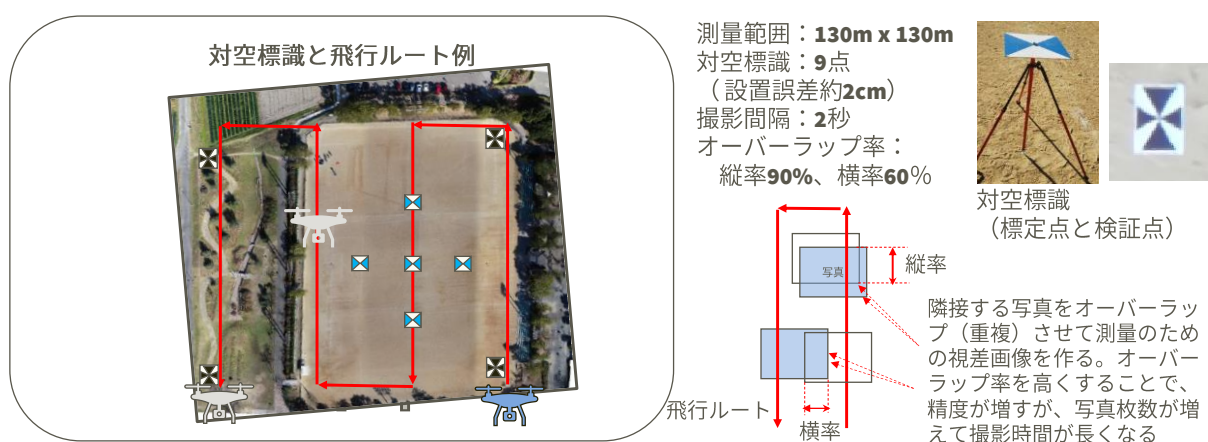 対空標識と飛行ルート例
測量範囲：130m x 130m
対空標識：9点
（設置誤差約2cm）
撮影間隔：2秒
オーバーラップ率：
縦率90%、横率60%
対空標識
（標定点と検証点）
写真
縦率
隣接する写真をオーバーラッ
プ（重複）させて測量のため
の視差画像を作る。オーバー
ラップ率を高くすることで、
精度が増すが、写真枚数が増
えて撮影時間が長くなる
飛行ルート
横率